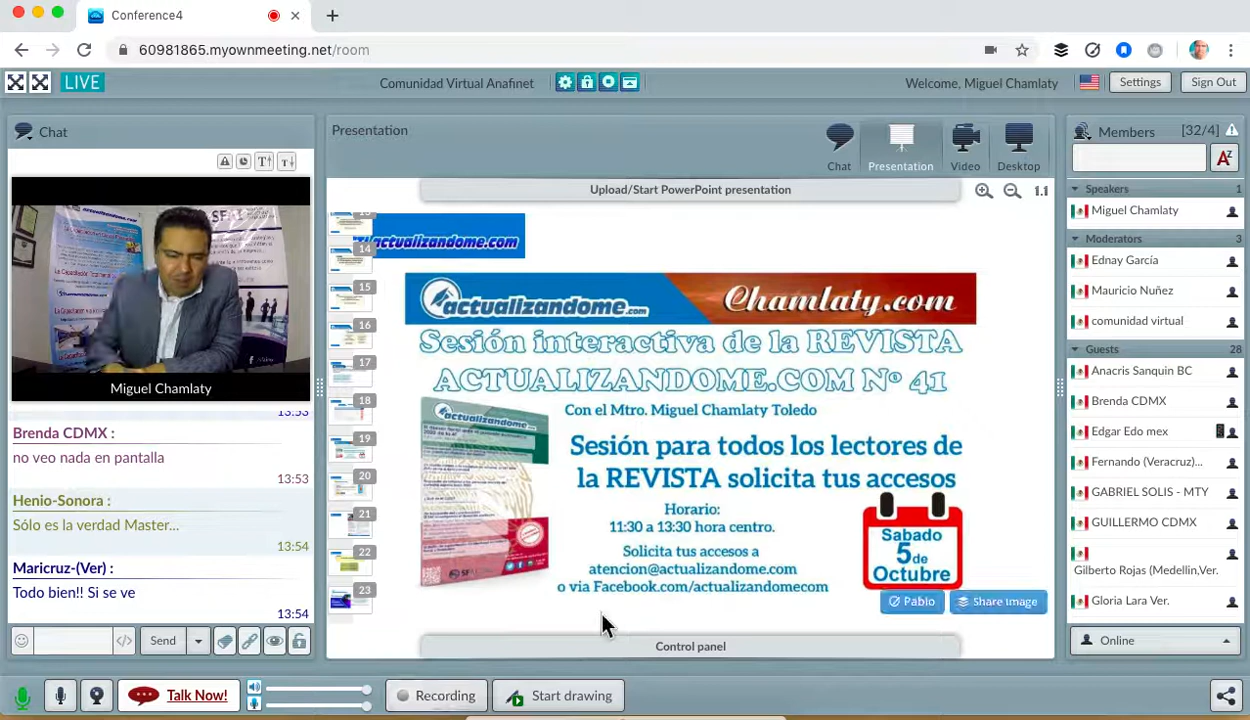 Conference4
60981865.myownmeeting.net/room
LIVE
Comunidad Virtual Anafinet
Welcome, Miguel Chamlaty
Settings
Sign Out
Chat
Miguel Chamlaty
13:53
Brenda CDMX :
no veo nada en pantalla
13:53
Henio-Sonora :
Sólo es la verdad Master...
13:54
Maricruz-(Ver) :
Todo bien!! Si se ve
13:54
Send
Presentation
Chat
Presentation
Video
Desktop
Upload/Start PowerPoint presentation
1.1
14
15
16
17
18
19
20
21
22
23
actualizandome.com
actualizandome.com
Chamlaty.com
Sesión interactiva de la REVISTA
ACTUALIZANDOME.COM Nº 41
Con el Mtro. Miguel Chamlaty Toledo
Sesión para todos los lectores de
la REVISTA solicita tus accesos
Horario:
11:30 a 13:30 hora centro.
Solicita tus accesos a
atencion@actualizandome.com
o via Facebook.com/actualizandomecom
Sabado
5 de
Octubre
Pablo
Share image
Control panel
Members
[32/4]
AZ
Speakers
1
Miguel Chamlaty
Moderators
3
Ednay García
Mauricio Nuñez
comunidad virtual
Guests
28
Anacris Sanquin BC
Brenda CDMX
Edgar Edo mex
Fernando (Veracruz)...
GABRIEL SOLIS - MTY
GUILLERMO CDMX
Gilberto Rojas (Medellin,Ver.
Gloria Lara Ver.
Online
Talk Now!
Recording
Start drawing